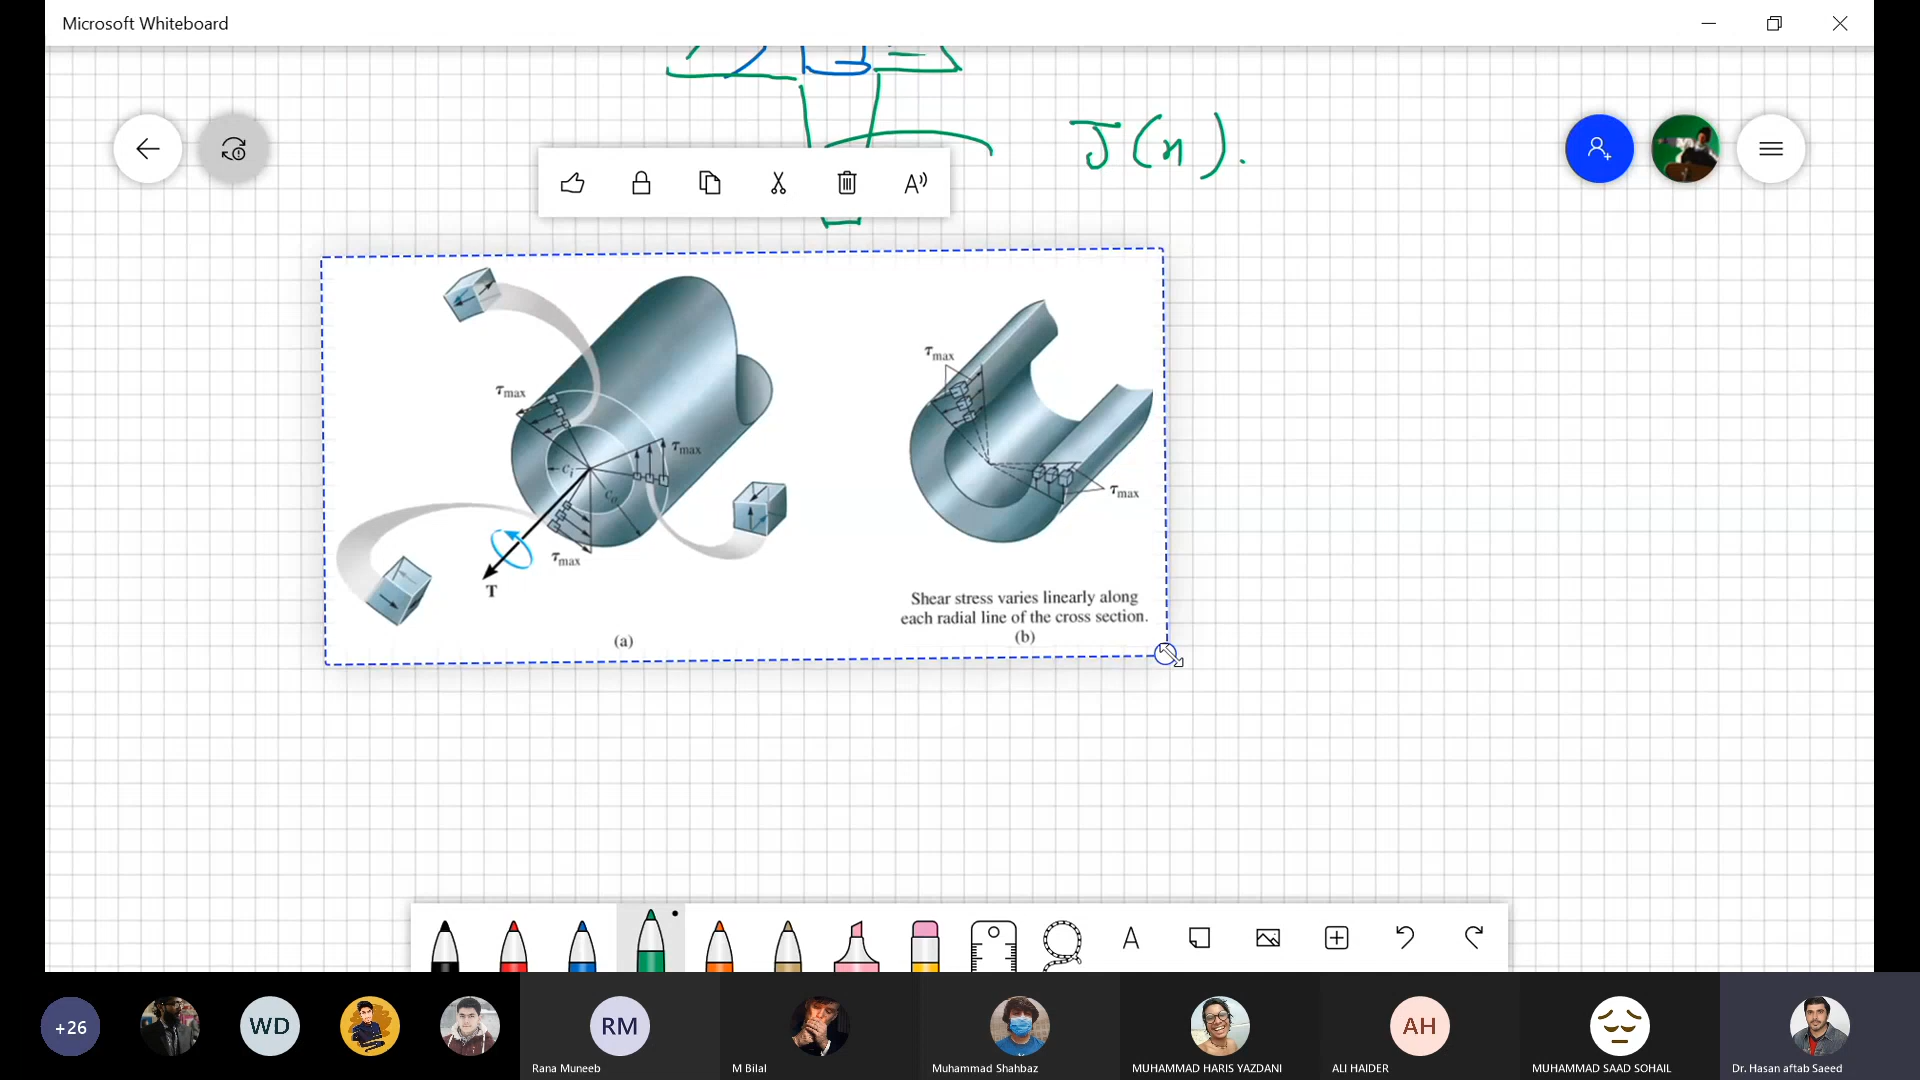 Microsoft Whiteboard
J(x).
τmax
τmax
ci
co
τmax
T
(a)
τmax
τmax
Shear stress varies linearly along
each radial line of the cross section.
(b)
+26
WD
RM
AH
Rana Muneeb
M Bilal
Muhammad Shahbaz
MUHAMMAD HARIS YAZDANI
ALI HAIDER
MUHAMMAD SAAD SOHAIL
Dr. Hasan aftab Saeed